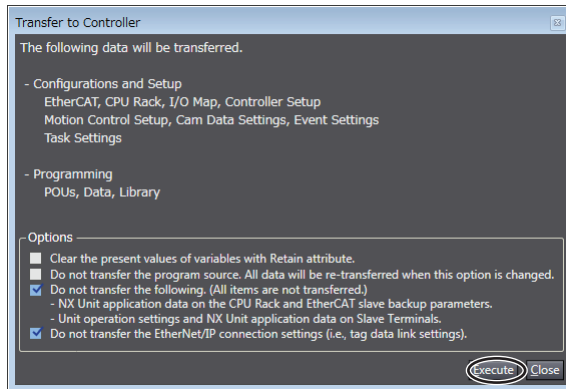 Transfer to Controller
The following data will be transferred.
- Configurations and Setup
EtherCAT, CPU Rack, I/O Map, Controller Setup
Motion Control Setup, Cam Data Settings, Event Settings
Task Settings
- Programming
POUs, Data, Library
Options
Clear the present values of variables with Retain attribute.
Do not transfer the program source. All data will be re-transferred when this option is changed.
Do not transfer the following. (All items are not transferred.)
- NX Unit application data on the CPU Rack and EtherCAT slave backup parameters.
- Unit operation settings and NX Unit application data on Slave Terminals.
Do not transfer the EtherNet/IP connection settings (i.e., tag data link settings).
Execute Close